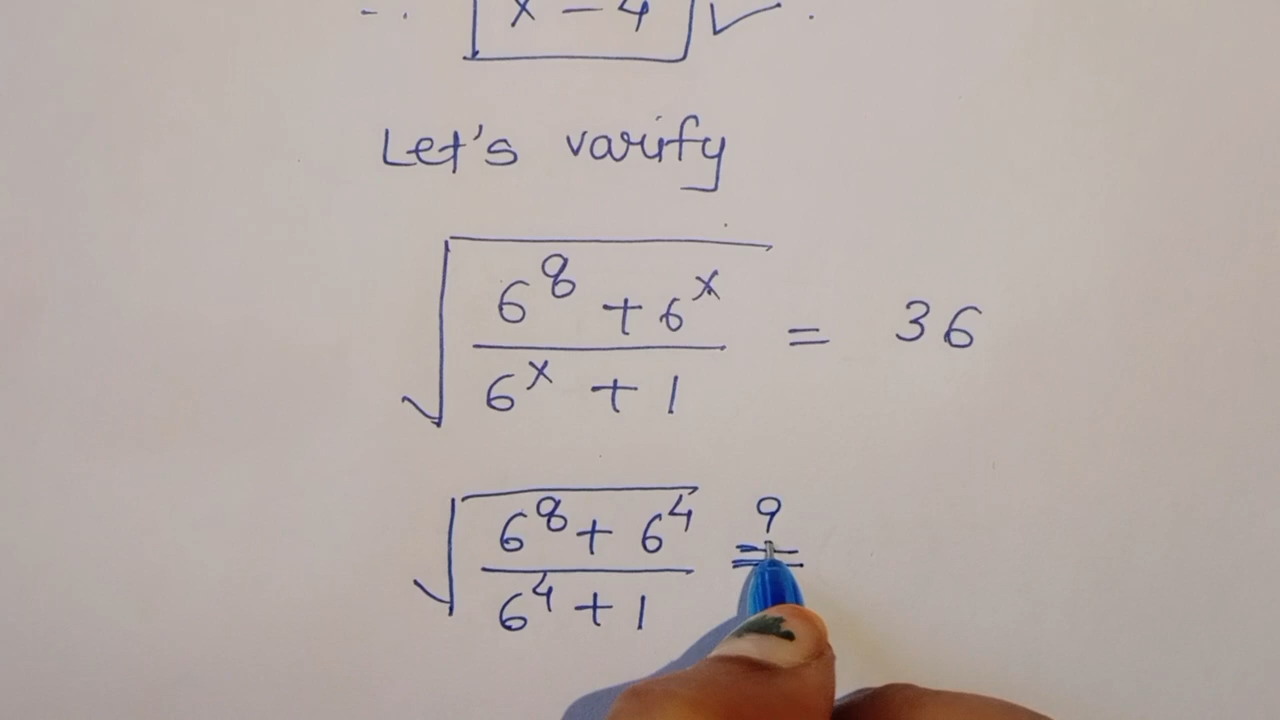 ∴ x = 4 ✓.
Let's varify
√((6^8 + 6^x)/(6^x + 1)) = 36
√((6^8 + 6^4)/(6^4 + 1)) ≟